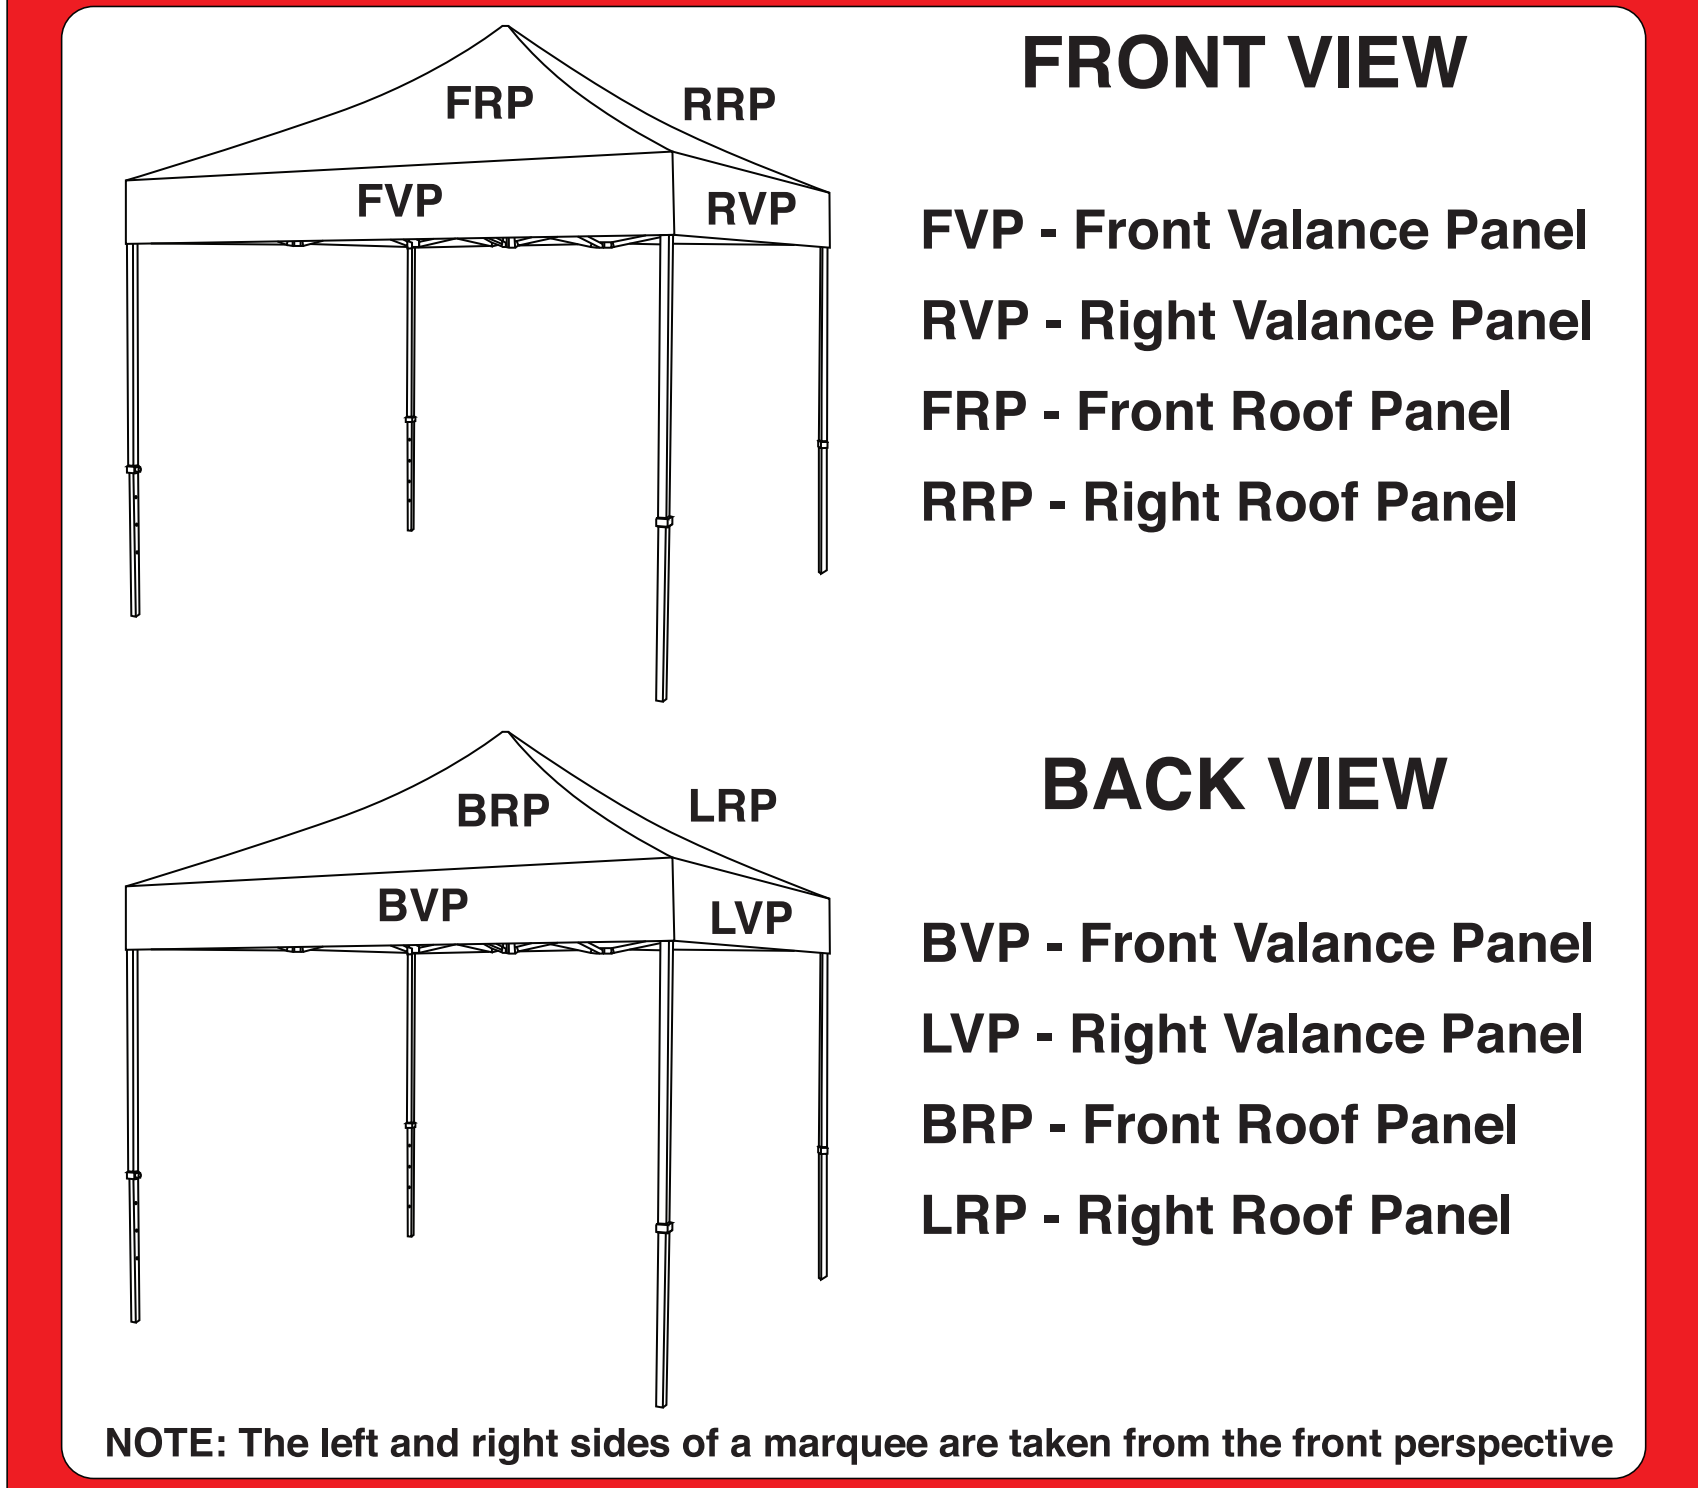 FRONT VIEW
FRP
RRP
FVP
RVP
FVP - Front Valance Panel
RVP - Right Valance Panel
FRP - Front Roof Panel
RRP - Right Roof Panel
BACK VIEW
BRP
LRP
BVP
LVP
BVP - Front Valance Panel
LVP - Right Valance Panel
BRP - Front Roof Panel
LRP - Right Roof Panel
NOTE: The left and right sides of a marquee are taken from the front perspective